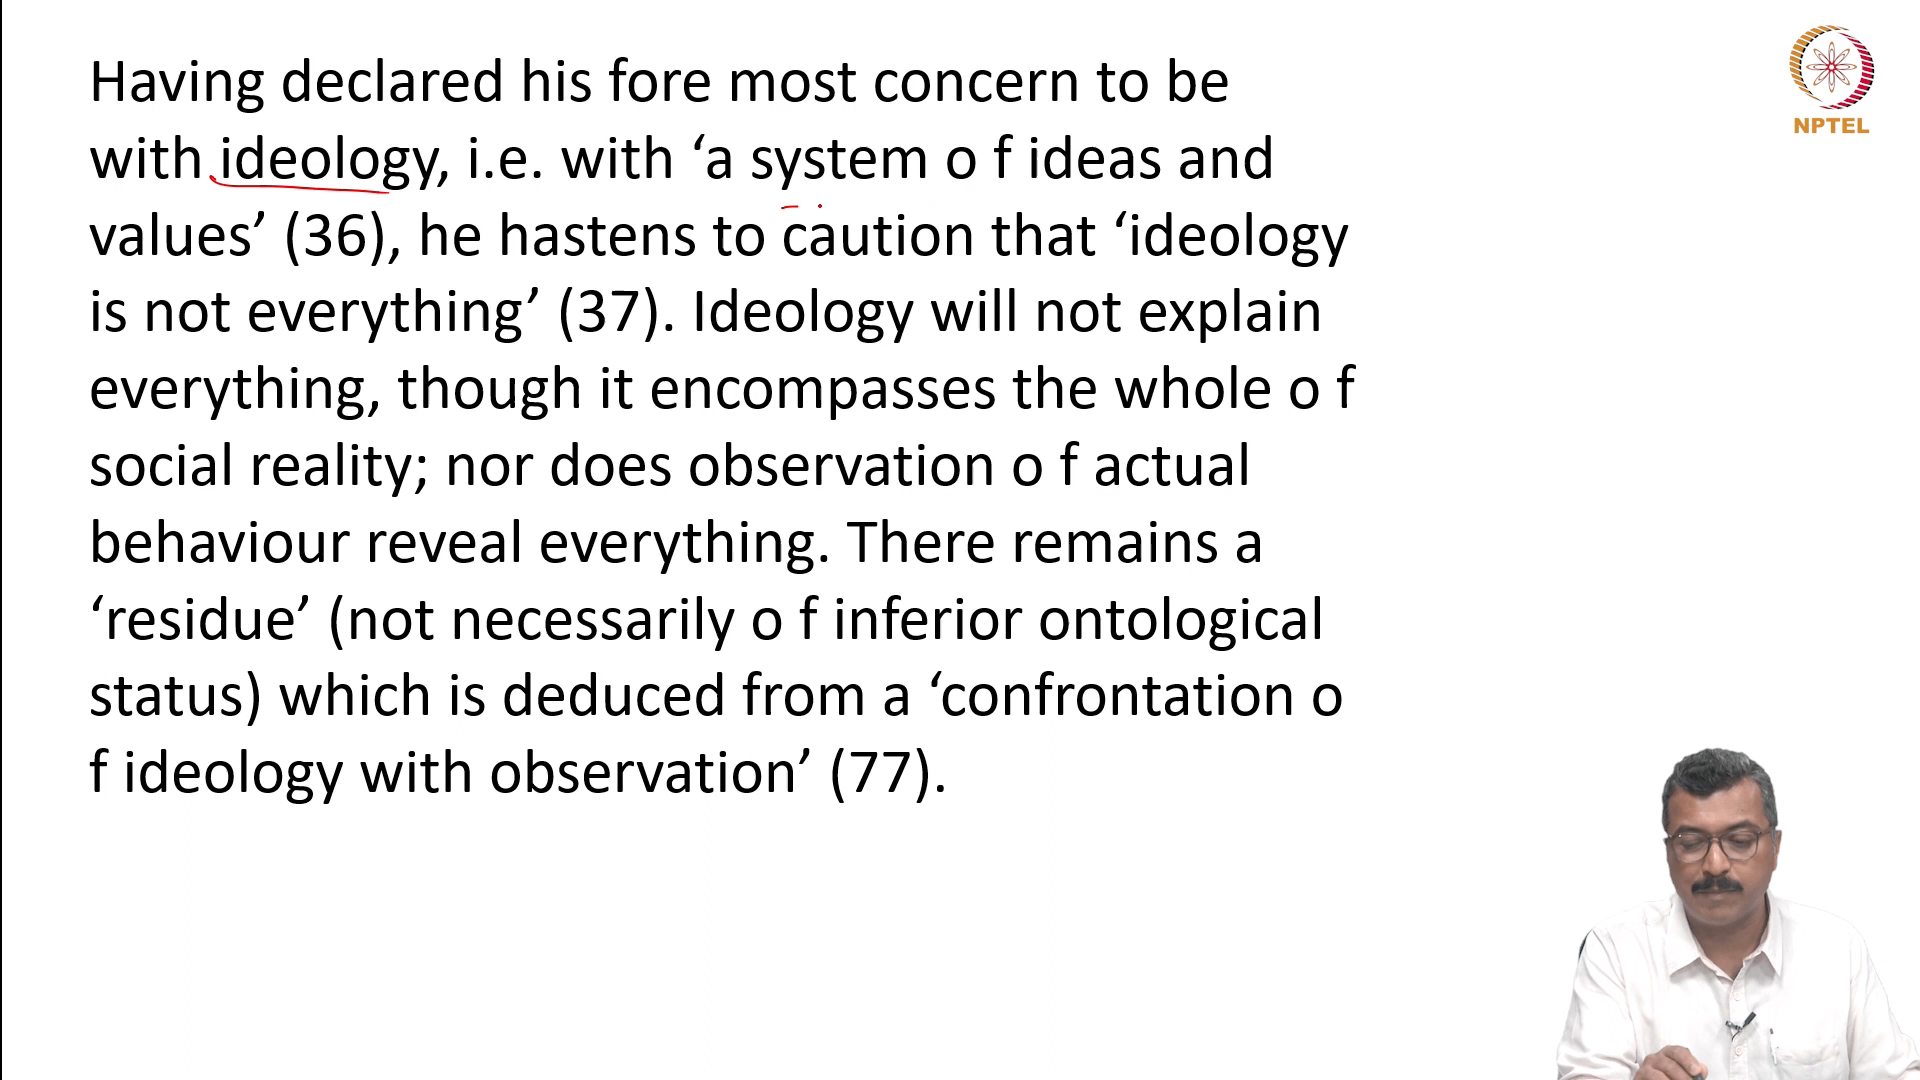 Having declared his fore most concern to be
with ideology, i.e. with ‘a system o f ideas and
values’ (36), he hastens to caution that ‘ideology
is not everything’ (37). Ideology will not explain
everything, though it encompasses the whole o f
social reality; nor does observation o f actual
behaviour reveal everything. There remains a
‘residue’ (not necessarily o f inferior ontological
status) which is deduced from a ‘confrontation o
f ideology with observation’ (77).
NPTEL